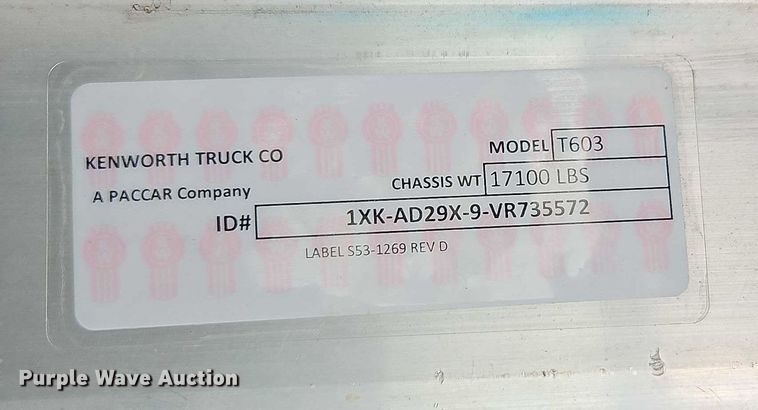 KENWORTH TRUCK CO
MODEL T603
A PACCAR Company
CHASSIS WT 17100 LBS
ID# 1XK-AD29X-9-VR735572
LABEL S53-1269 REV D
Purple Wave Auction